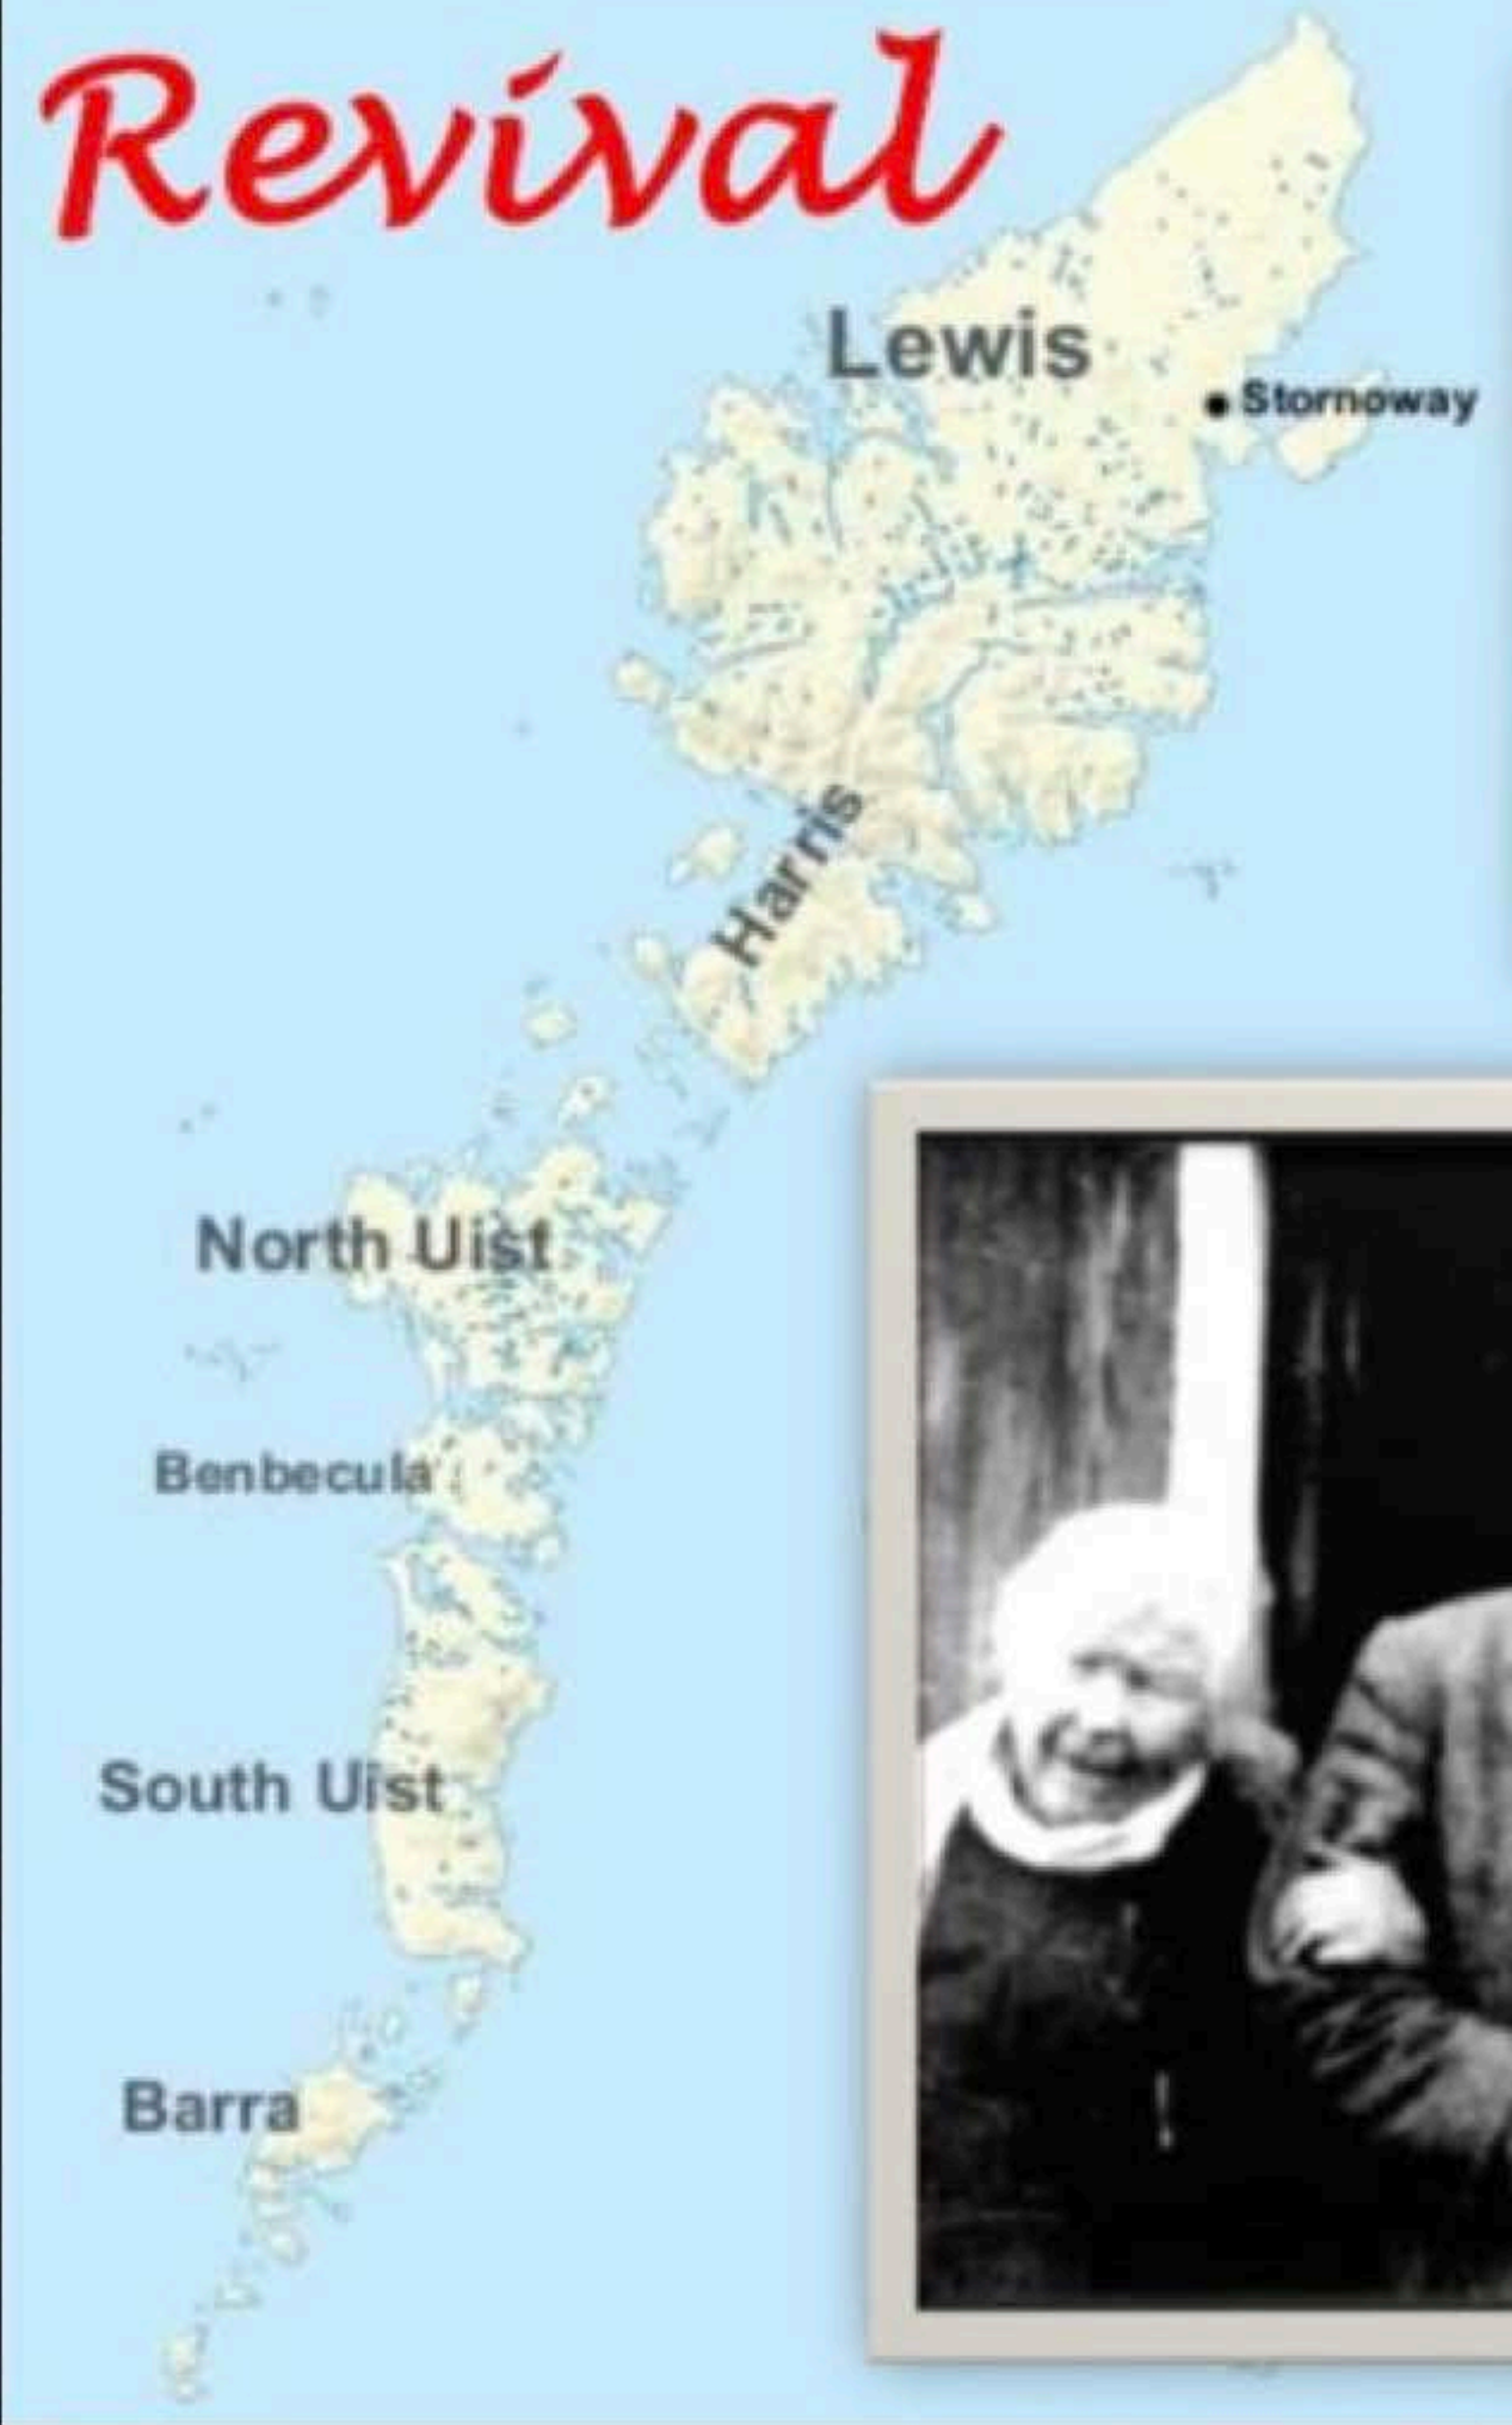 Revival
Lewis
Stornoway
Harris
North Uist
Benbecula
South Uist
Barra